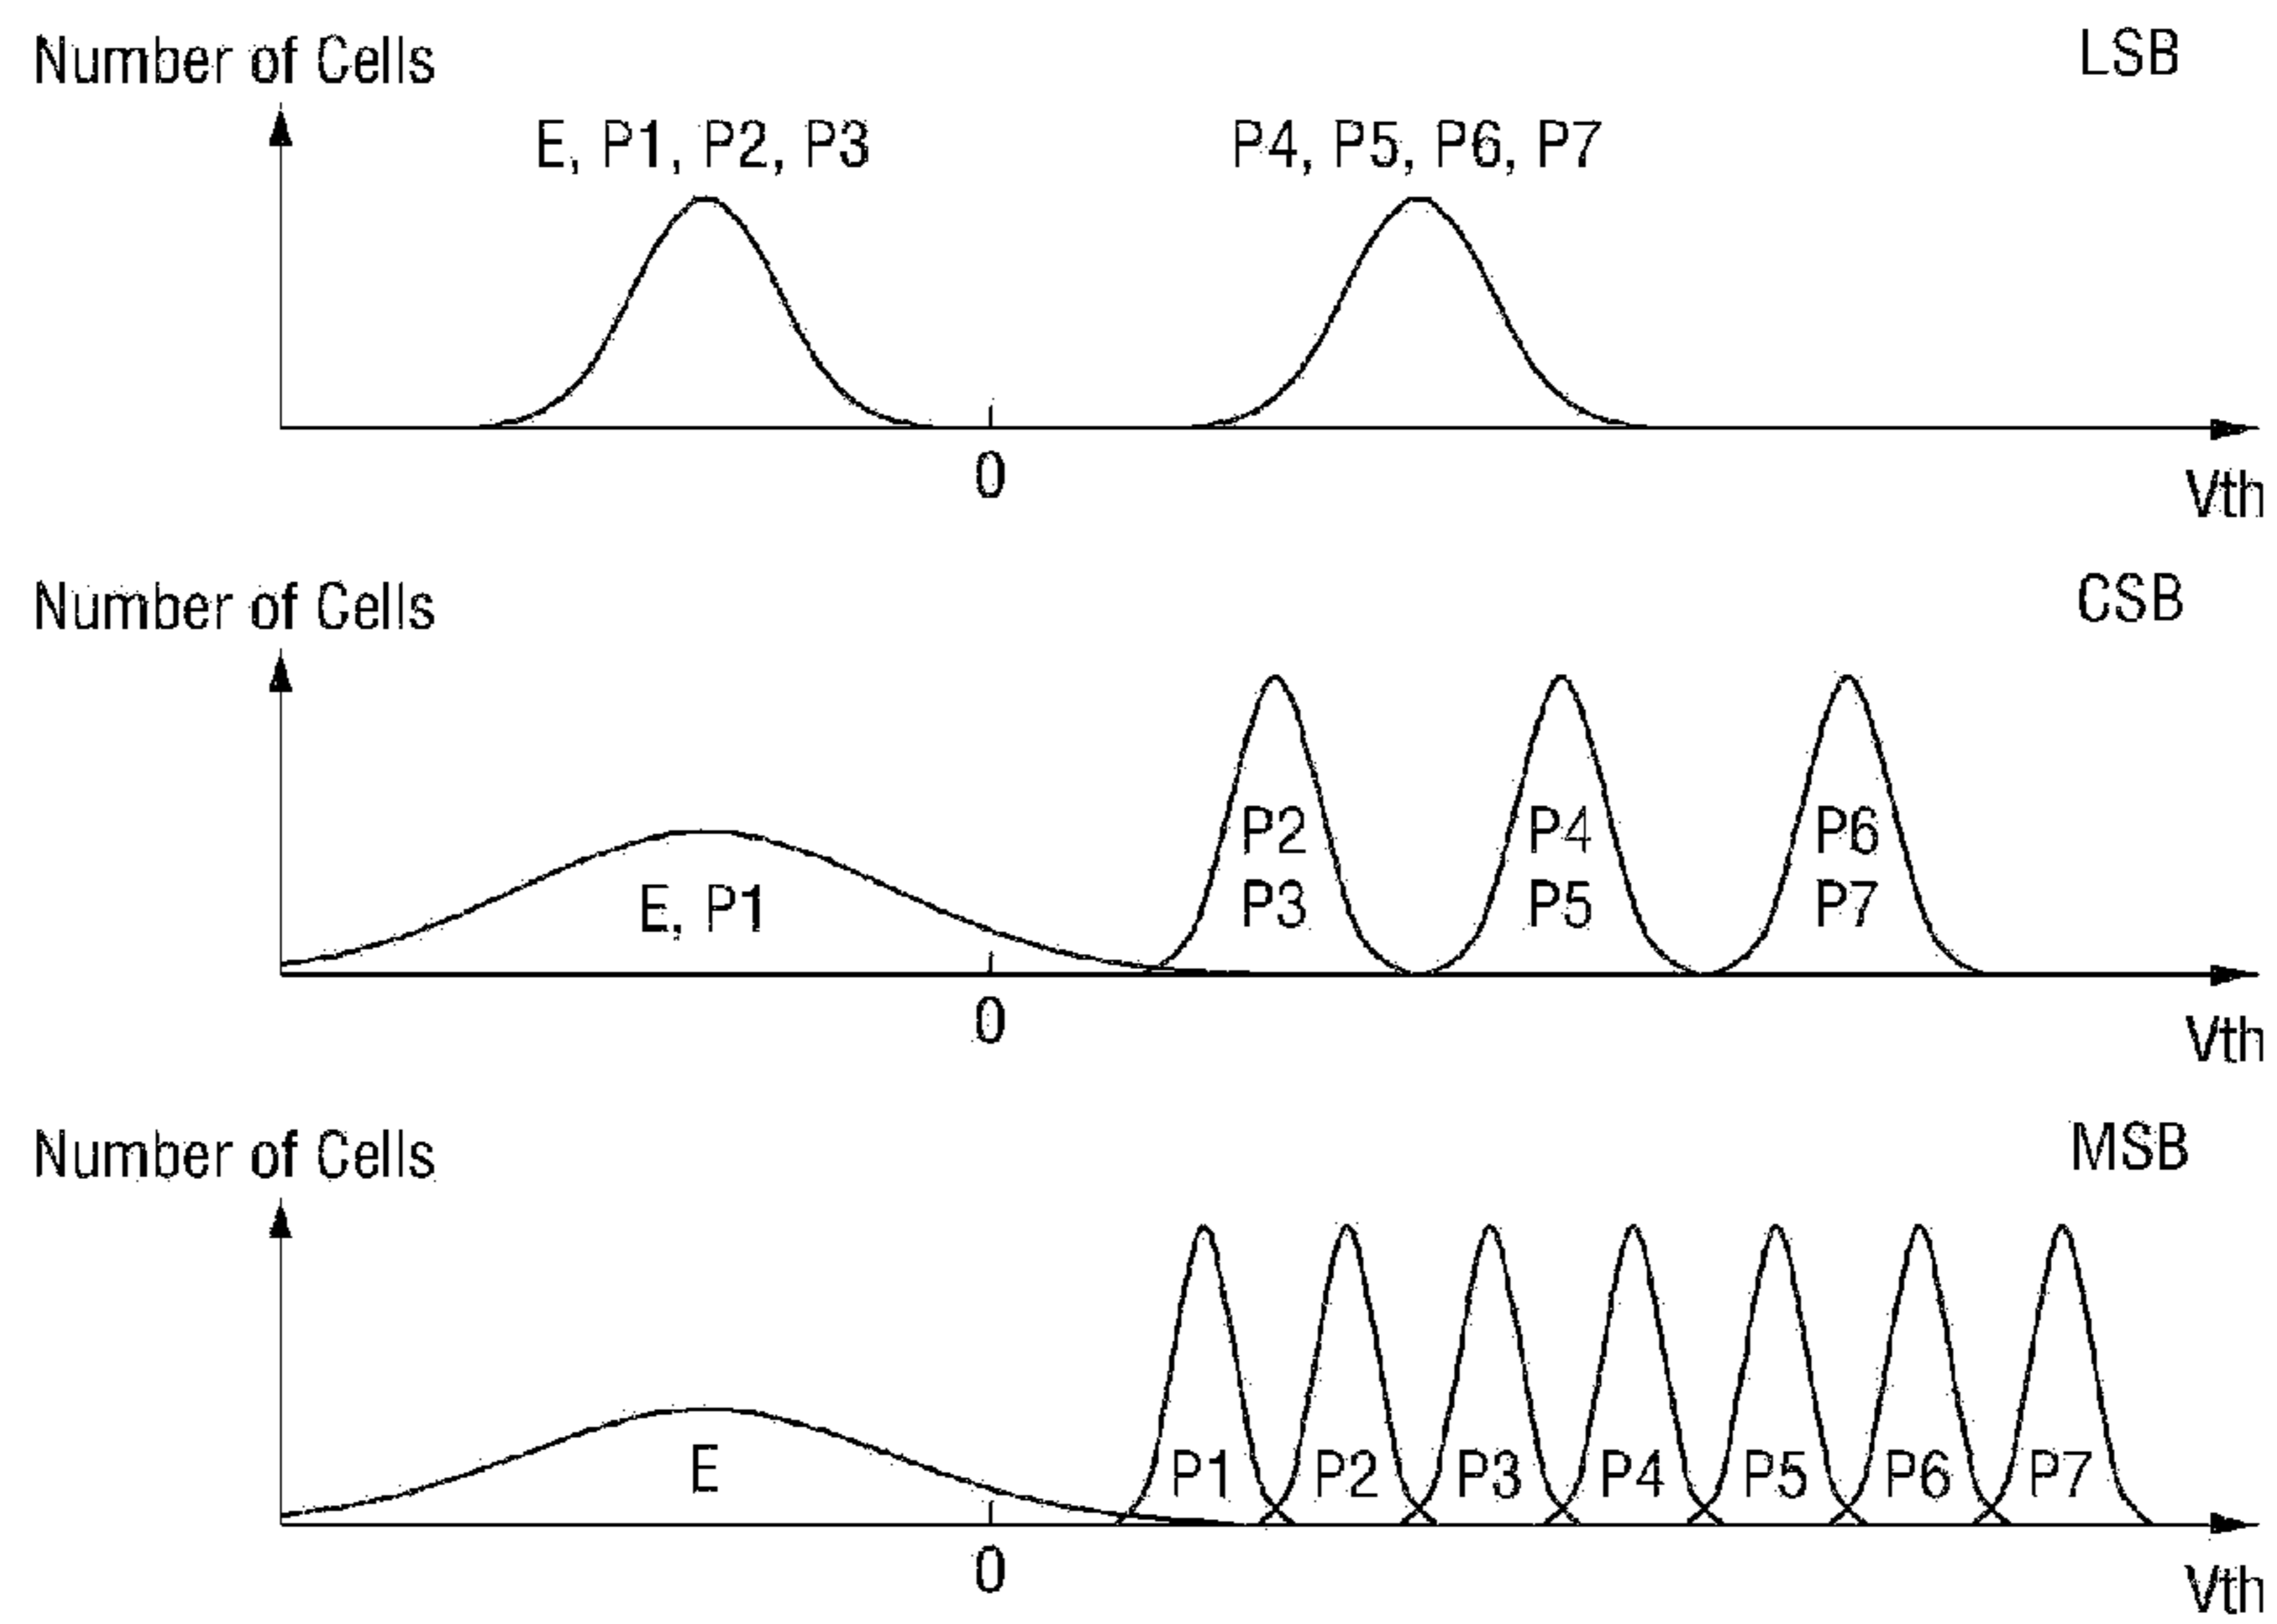 Number of Cells
LSB
E, P1, P2, P3
P4, P5, P6, P7
0
Vth
Number of Cells
CSB
E, P1
P2
P3
P4
P5
P6
P7
0
Vth
Number of Cells
MSB
E
P1
P2
P3
P4
P5
P6
P7
0
Vth